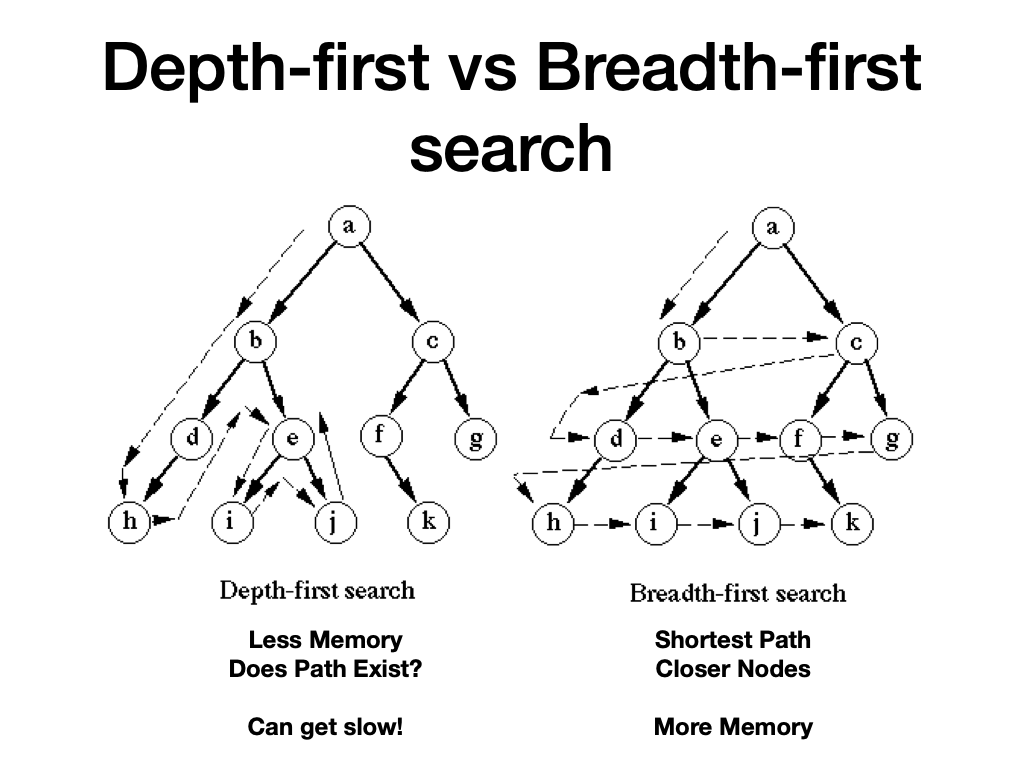 Depth-first vs Breadth-first
search
a
b
c
d
e
f
g
h
i
j
k
Depth-first search
Less Memory
Does Path Exist?
Can get slow!
a
b
c
d
e
f
g
h
i
j
k
Breadth-first search
Shortest Path
Closer Nodes
More Memory